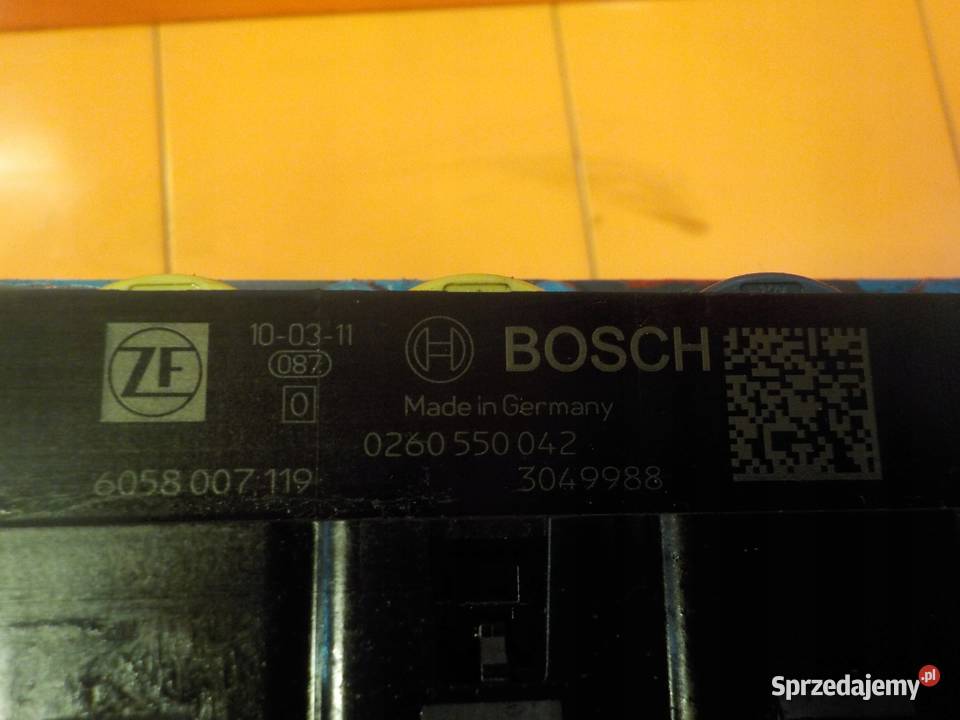 ZF
10-03-11
087
0
BOSCH
Made in Germany
0260 550 042
6058 007 119
3049988
Sprzedajemy.pl